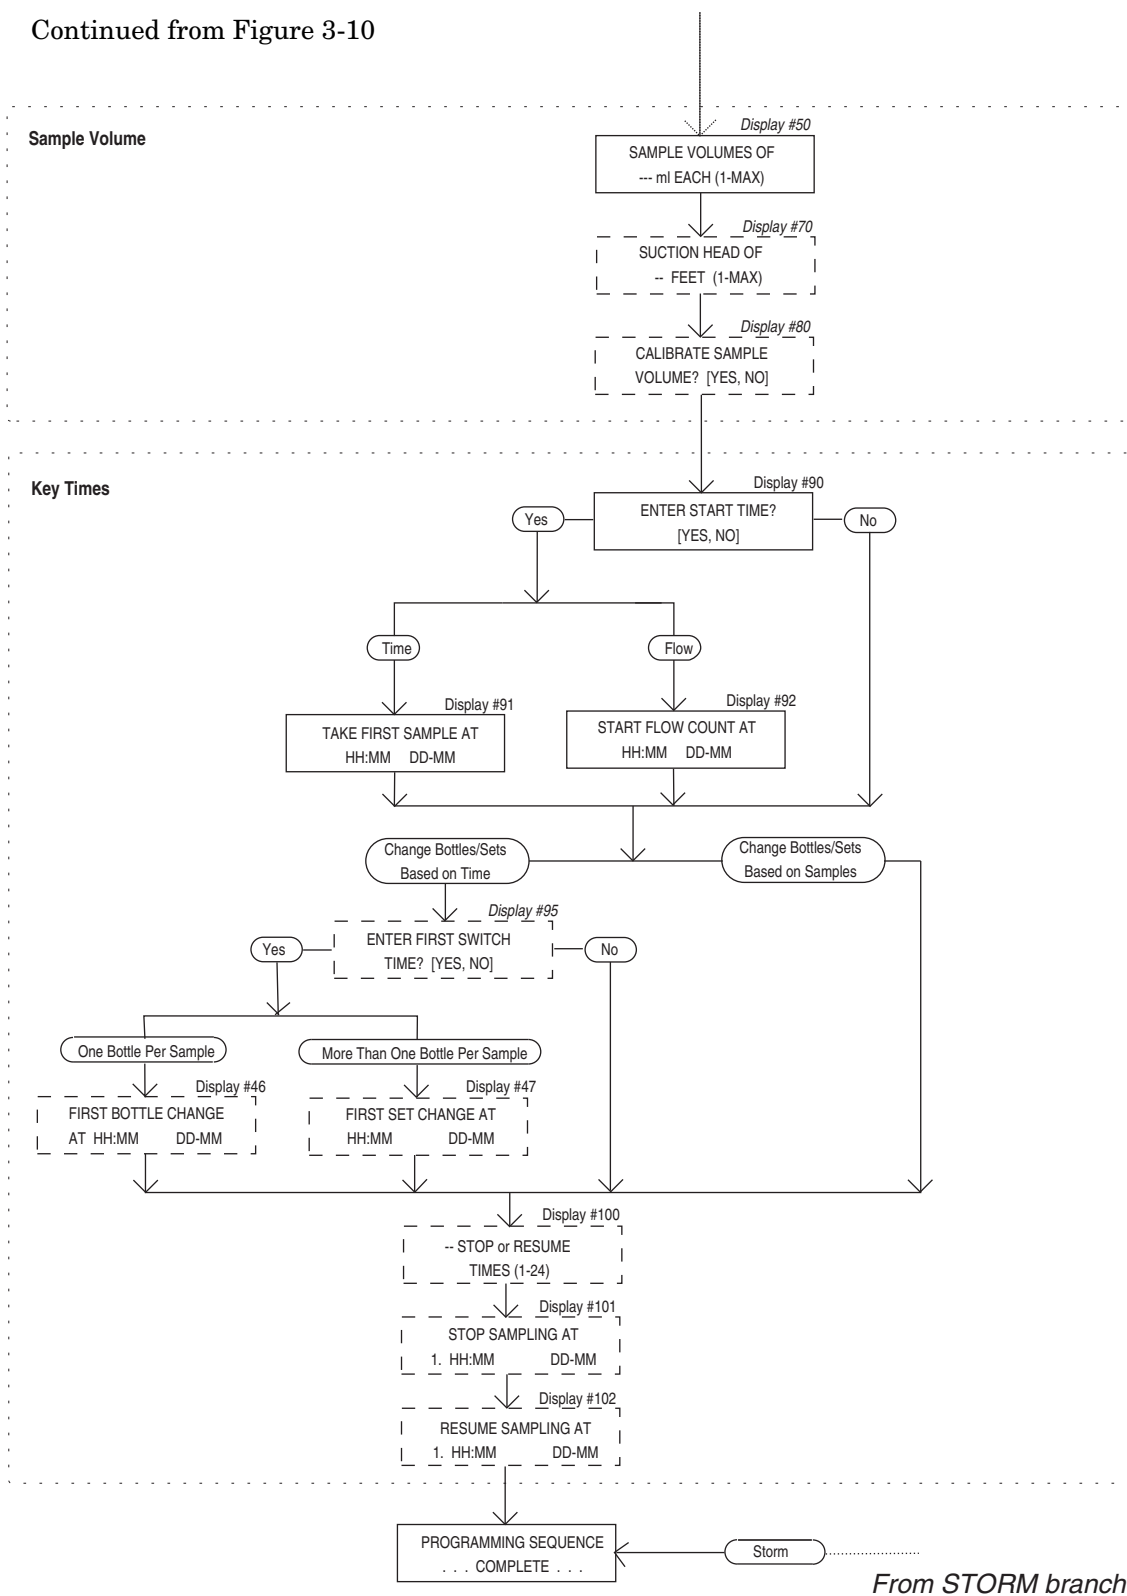 Continued from Figure 3-10
Sample Volume
Display #50
SAMPLE VOLUMES OF
--- ml EACH (1-MAX)
Display #70
SUCTION HEAD OF
-- FEET (1-MAX)
Display #80
CALIBRATE SAMPLE
VOLUME? [YES, NO]
Key Times
Display #90
ENTER START TIME?
[YES, NO]
Yes
No
Time
Flow
Display #91
TAKE FIRST SAMPLE AT
HH:MM DD-MM
Display #92
START FLOW COUNT AT
HH:MM DD-MM
Change Bottles/Sets
Based on Time
Change Bottles/Sets
Based on Samples
Display #95
ENTER FIRST SWITCH
TIME? [YES, NO]
Yes
No
One Bottle Per Sample
More Than One Bottle Per Sample
Display #46
FIRST BOTTLE CHANGE
AT HH:MM DD-MM
Display #47
FIRST SET CHANGE AT
HH:MM DD-MM
Display #100
-- STOP or RESUME
TIMES (1-24)
Display #101
STOP SAMPLING AT
1. HH:MM DD-MM
Display #102
RESUME SAMPLING AT
1. HH:MM DD-MM
PROGRAMMING SEQUENCE
. . . COMPLETE . . .
Storm
From STORM branch